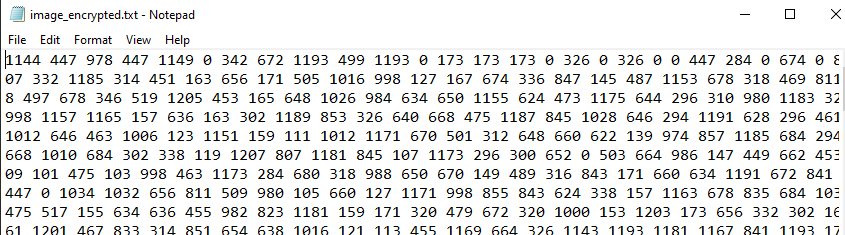 image_encrypted.txt - Notepad
File Edit Format View Help
1144 447 978 447 1149 0 342 672 1193 499 1193 0 173 173 173 0 326 0 326 0 0 447 284 0 674 0 8
07 332 1185 314 451 163 656 171 505 1016 998 127 167 674 336 847 145 487 1153 678 318 469 811
8 497 678 346 519 1205 453 165 648 1026 984 634 650 1155 624 473 1175 644 296 310 980 1183 32
998 1157 1165 157 636 163 302 1189 853 326 640 668 475 1187 845 1028 646 294 1191 628 296 461
1012 646 463 1006 123 1151 159 111 1012 1171 670 501 312 648 660 622 139 974 857 1185 684 294
668 1010 684 302 338 119 1207 807 1181 845 107 1173 296 300 652 0 503 664 986 147 449 662 453
09 101 475 103 998 463 1173 284 680 318 988 650 670 149 489 316 843 171 660 634 1191 672 841
447 0 1034 1032 656 811 509 980 105 660 127 1171 998 855 843 624 338 157 1163 678 835 684 103
475 517 155 634 636 455 982 823 1181 159 171 320 479 672 320 1000 153 1203 173 656 332 302 16
61 1201 467 833 314 851 654 638 1016 121 113 455 1169 664 326 1143 1193 1181 1167 841 1193 17